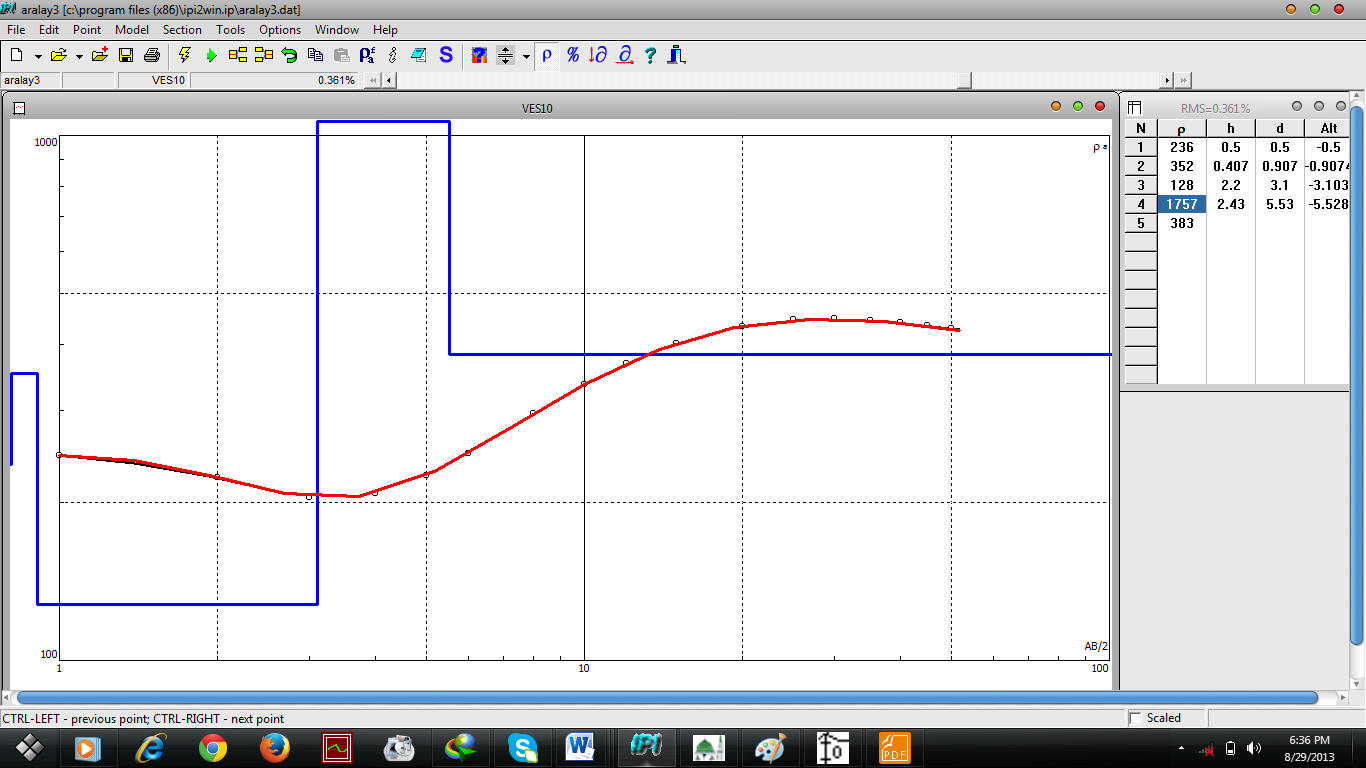 aralay3 [c:\program files (x86)\ipi2win.ip\aralay3.dat]
File Edit Point Model Section Tools Options Window Help
ρ % ↓∂ ∂ ?
aralay3 VES10 0.361%
VES10
RMS=0.361%
N ρ h d Alt
1 236 0.5 0.5 -0.5
2 352 0.407 0.907 -0.9074
3 128 2.2 3.1 -3.103
4 1757 2.43 5.53 -5.528
5 383
1000
ρ a
AB/2
100
1 10 100
CTRL-LEFT - previous point; CTRL-RIGHT - next point
Scaled
IPI
PDF
6:36 PM
8/29/2013